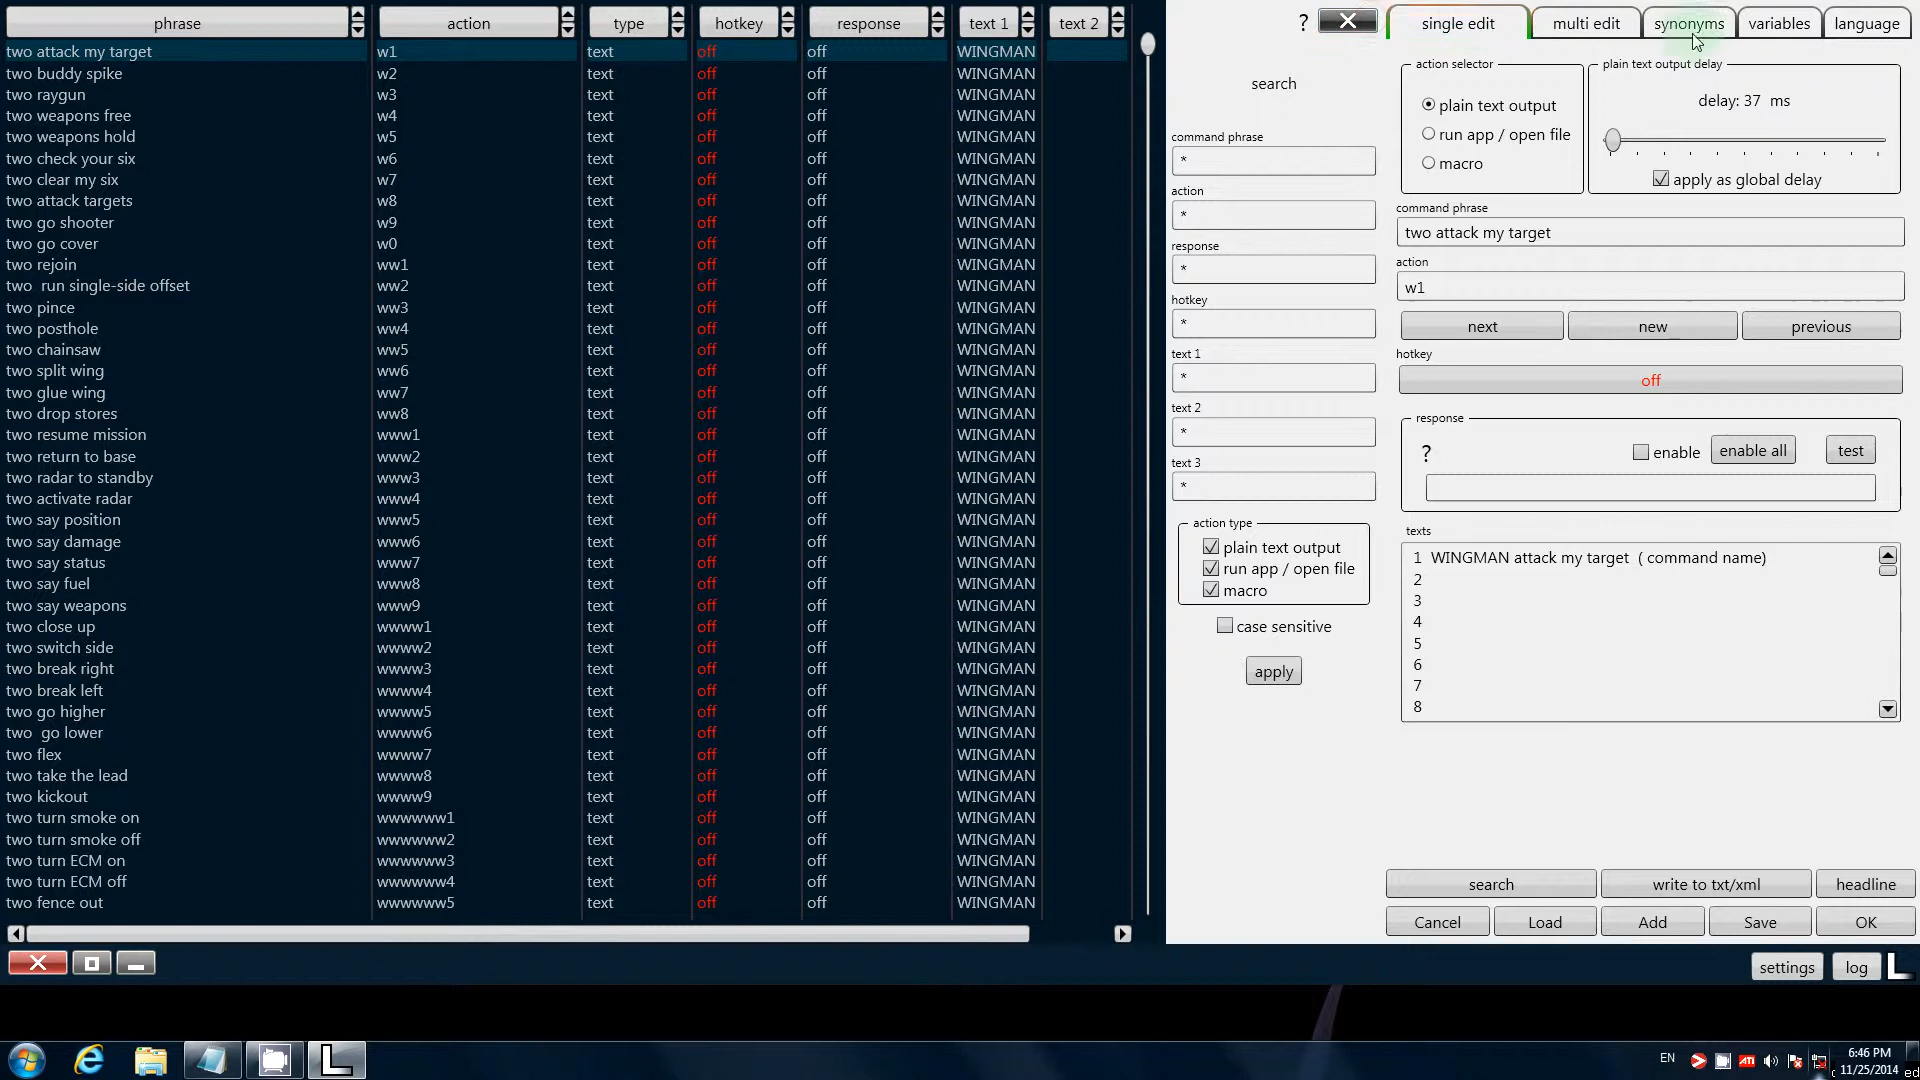 phrase action type hotkey response text 1 text 2
two attack my target w1 text off off WINGMAN
two buddy spike w2 text off off WINGMAN
two raygun w3 text off off WINGMAN
two weapons free w4 text off off WINGMAN
two weapons hold w5 text off off WINGMAN
two check your six w6 text off off WINGMAN
two clear my six w7 text off off WINGMAN
two attack targets w8 text off off WINGMAN
two go shooter w9 text off off WINGMAN
two go cover w0 text off off WINGMAN
two rejoin ww1 text off off WINGMAN
two run single-side offset ww2 text off off WINGMAN
two pince ww3 text off off WINGMAN
two posthole ww4 text off off WINGMAN
two chainsaw ww5 text off off WINGMAN
two split wing ww6 text off off WINGMAN
two glue wing ww7 text off off WINGMAN
two drop stores ww8 text off off WINGMAN
two resume mission www1 text off off WINGMAN
two return to base www2 text off off WINGMAN
two radar to standby www3 text off off WINGMAN
two activate radar www4 text off off WINGMAN
two say position www5 text off off WINGMAN
two say damage www6 text off off WINGMAN
two say status www7 text off off WINGMAN
two say fuel www8 text off off WINGMAN
two say weapons www9 text off off WINGMAN
two close up wwww1 text off off WINGMAN
two switch side wwww2 text off off WINGMAN
two break right wwww3 text off off WINGMAN
two break left wwww4 text off off WINGMAN
two go higher wwww5 text off off WINGMAN
two go lower wwww6 text off off WINGMAN
two flex wwww7 text off off WINGMAN
two take the lead wwww8 text off off WINGMAN
two kickout wwww9 text off off WINGMAN
two turn smoke on wwwwww1 text off off WINGMAN
two turn smoke off wwwwww2 text off off WINGMAN
two turn ECM on wwwwww3 text off off WINGMAN
two turn ECM off wwwwww4 text off off WINGMAN
two fence out wwwwww5 text off off WINGMAN
?
search
command phrase
*
action
*
response
*
hotkey
*
text 1
*
text 2
*
text 3
*
action type
plain text output
run app / open file
macro
case sensitive
apply
single edit multi edit synonyms variables language
action selector
plain text output
run app / open file
macro
plain text output delay
delay: 37 ms
apply as global delay
command phrase
two attack my target
action
w1
next new previous
hotkey
off
response
? enable enable all test
texts
1 WINGMAN attack my target ( command name)
2
3
4
5
6
7
8
search write to txt/xml headline
Cancel Load Add Save OK
settings log
EN ATI 6:46 PM
11/25/2014